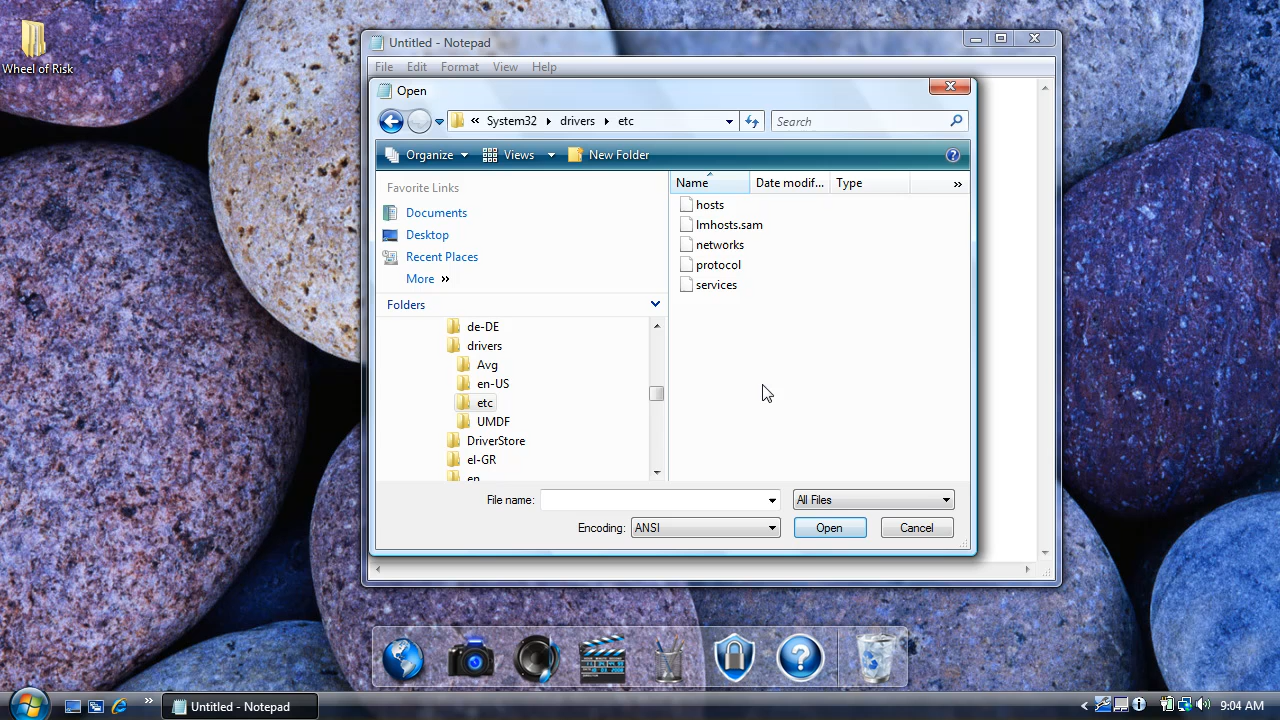 Wheel of Risk
Untitled - Notepad
File Edit Format View Help
Open
« System32 drivers etc
Search
Organize Views New Folder
Favorite Links
Documents
Desktop
Recent Places
More »
Folders
de-DE
drivers
Avg
en-US
etc
UMDF
DriverStore
el-GR
en
Name Date modif... Type »
hosts
lmhosts.sam
networks
protocol
services
File name:
All Files
Encoding: ANSI
Open Cancel
» Untitled - Notepad
9:04 AM